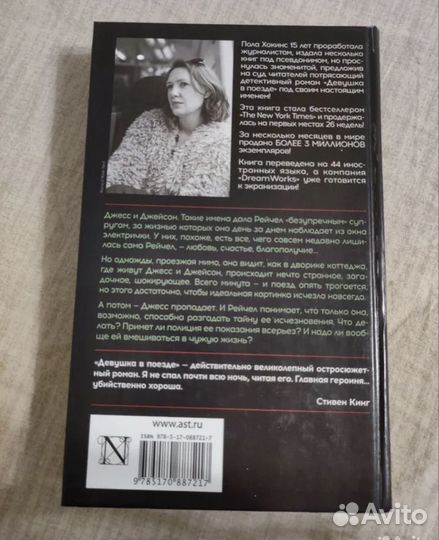 Пола Хокинс 15 лет проработала
журналистом, издала несколько
книг под псевдонимом, но прос-
нулась знаменитой, предложив
на суд читателей потрясающий
детективный роман «Девушка
в поезде» под своим настоящим
именем!
Эта книга стала бестселлером
«The New York Times» и продержа-
лась на первых местах 26 недель!
За несколько месяцев в мире
продано БОЛЕЕ 3 МИЛЛИОНОВ
экземпляров!
Книга переведена на 44 инос-
транных языка, а компания
«DreamWorks» уже готовится
к экранизации!
Джесс и Джейсон. Такие имена дала Рейчел «безупречным» суп-
ругам, за жизнью которых она день за днем наблюдает из окна
электрички. У них, похоже, есть все, чего совсем недавно лиши-
лась сама Рейчел, – любовь, счастье, благополучие...
Но однажды, проезжая мимо, она видит, как в дворике коттеджа,
где живут Джесс и Джейсон, происходит нечто странное, зага-
дочное, шокирующее. Всего минута – и поезд опять трогается,
но этого достаточно, чтобы идеальная картинка исчезла навсегда.
А потом – Джесс пропадает. И Рейчел понимает, что только она,
возможно, способна разгадать тайну ее исчезновения. Что де-
лать? Примет ли полиция ее показания всерьез? И надо ли вооб-
ще ей вмешиваться в чужую жизнь?
«Девушка в поезде» – действительно великолепный остросюжет-
ный роман. Я не спал почти всю ночь, читая его. Главная героиня...
убийственно хороша.
Стивен Кинг
www.ast.ru
ISBN 978-5-17-088721-7
9 785170 887217
N
Avito